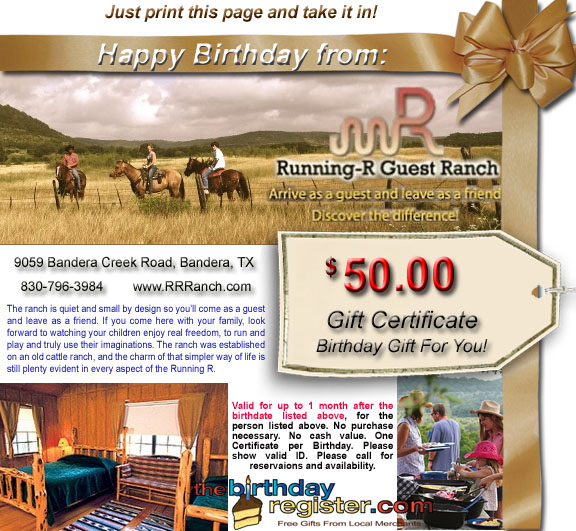 Just print this page and take it in!
Happy Birthday from:
R
Running-R Guest Ranch
Arrive as a guest and leave as a friend
Discover the difference!
9059 Bandera Creek Road, Bandera, TX
830-796-3984 www.RRRanch.com
$50.00
Gift Certificate
Birthday Gift For You!
The ranch is quiet and small by design so you'll come as a guest
and leave as a friend. If you come here with your family, look
forward to watching your children enjoy real freedom, to run and
play and truly use their imaginations. The ranch was established
on an old cattle ranch, and the charm of that simpler way of life is
still plenty evident in every aspect of the Running R.
Valid for up to 1 month after the
birthdate listed above, for the
person listed above. No purchase
necessary. No cash value. One
Certificate per Birthday. Please
show valid ID. Please call for
reservaions and availability.
the birthday
register.com
Free Gifts From Local Merchants